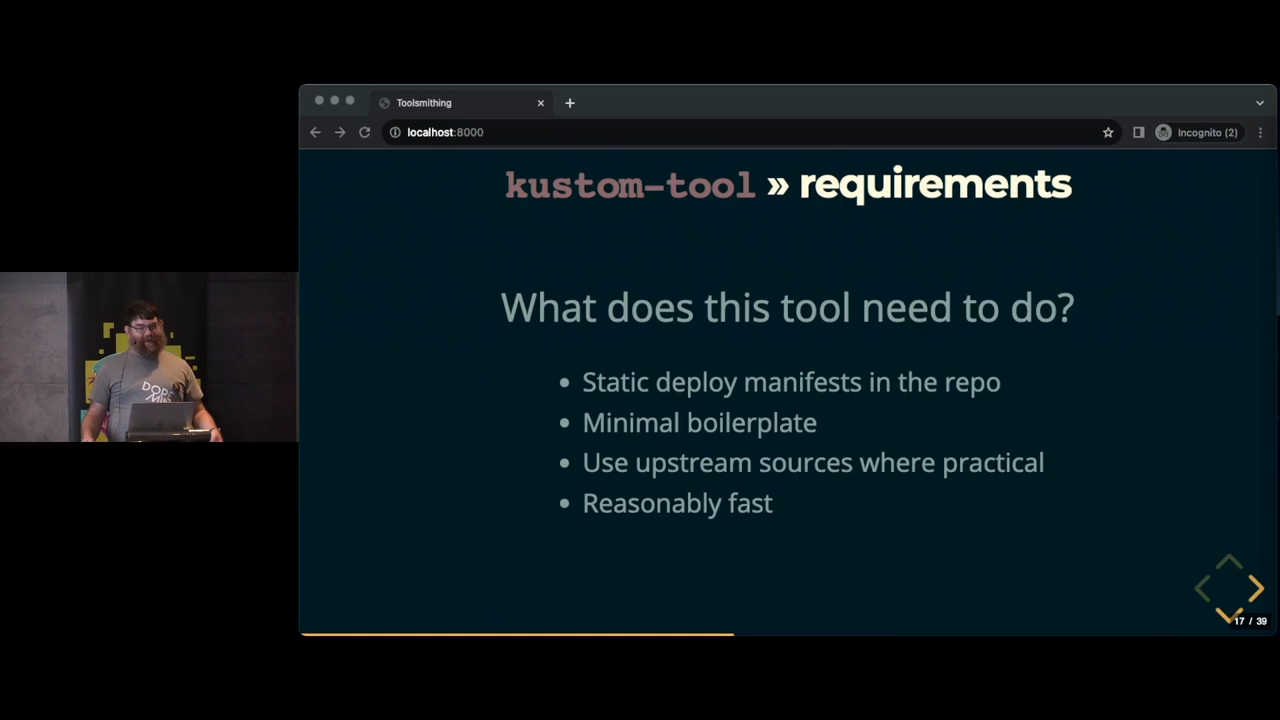 Toolsmithing
localhost:8000
Incognito (2)
kustom-tool » requirements
What does this tool need to do?
Static deploy manifests in the repo
Minimal boilerplate
Use upstream sources where practical
Reasonably fast
17 / 39